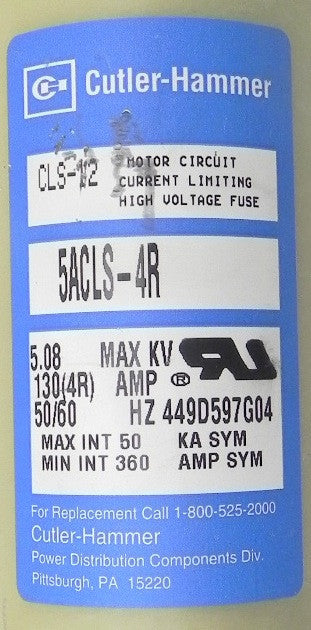 Cutler-Hammer
CLS-12 MOTOR CIRCUIT
CURRENT LIMITING
HIGH VOLTAGE FUSE
5ACLS-4R
5.08 MAX KV
130(4R) AMP ®
50/60 HZ 449D597G04
MAX INT 50 KA SYM
MIN INT 360 AMP SYM
For Replacement Call 1-800-525-2000
Cutler-Hammer
Power Distribution Components Div.
Pittsburgh, PA 15220